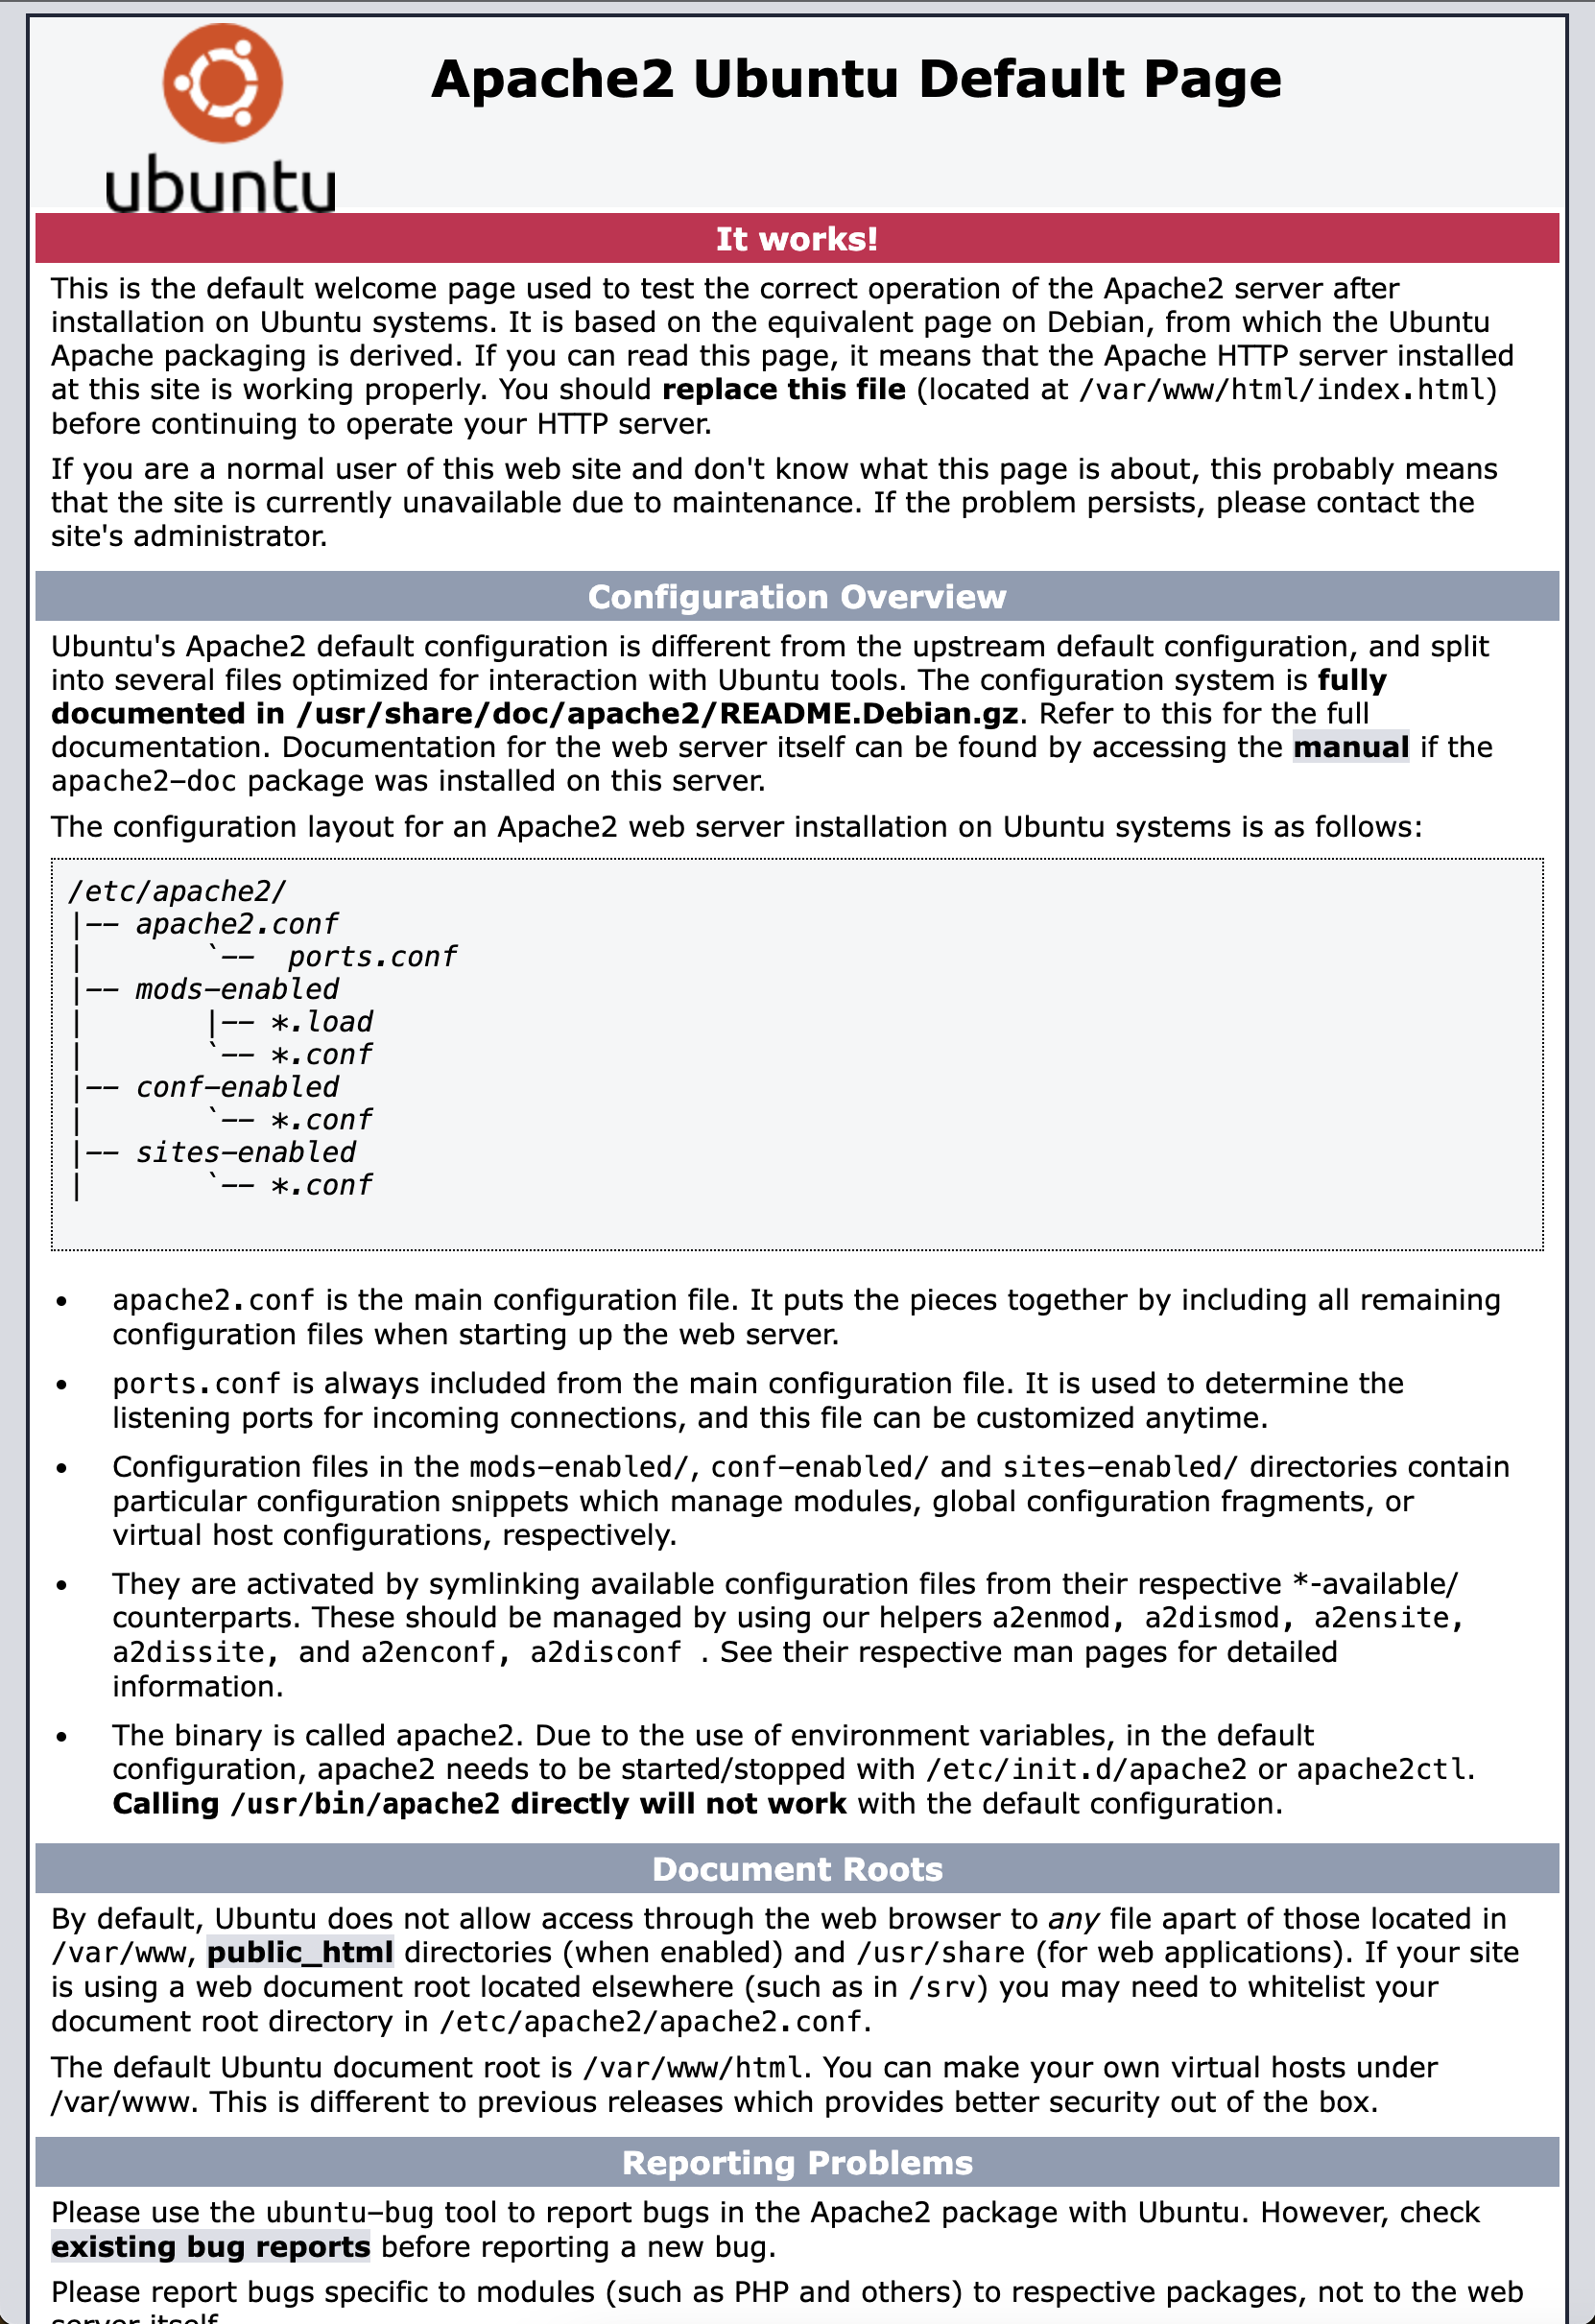 ubuntu
Apache2 Ubuntu Default Page
It works!
This is the default welcome page used to test the correct operation of the Apache2 server after
installation on Ubuntu systems. It is based on the equivalent page on Debian, from which the Ubuntu
Apache packaging is derived. If you can read this page, it means that the Apache HTTP server installed
at this site is working properly. You should replace this file (located at /var/www/html/index.html)
before continuing to operate your HTTP server.
If you are a normal user of this web site and don't know what this page is about, this probably means
that the site is currently unavailable due to maintenance. If the problem persists, please contact the
site's administrator.
Configuration Overview
Ubuntu's Apache2 default configuration is different from the upstream default configuration, and split
into several files optimized for interaction with Ubuntu tools. The configuration system is fully
documented in /usr/share/doc/apache2/README.Debian.gz. Refer to this for the full
documentation. Documentation for the web server itself can be found by accessing the manual if the
apache2-doc package was installed on this server.
The configuration layout for an Apache2 web server installation on Ubuntu systems is as follows:
/etc/apache2/
|-- apache2.conf
|       `--  ports.conf
|-- mods-enabled
|       |-- *.load
|       `-- *.conf
|-- conf-enabled
|       `-- *.conf
|-- sites-enabled
|       `-- *.conf
• apache2.conf is the main configuration file. It puts the pieces together by including all remaining
configuration files when starting up the web server.
• ports.conf is always included from the main configuration file. It is used to determine the
listening ports for incoming connections, and this file can be customized anytime.
• Configuration files in the mods-enabled/, conf-enabled/ and sites-enabled/ directories contain
particular configuration snippets which manage modules, global configuration fragments, or
virtual host configurations, respectively.
• They are activated by symlinking available configuration files from their respective *-available/
counterparts. These should be managed by using our helpers a2enmod, a2dismod, a2ensite,
a2dissite, and a2enconf, a2disconf . See their respective man pages for detailed
information.
• The binary is called apache2. Due to the use of environment variables, in the default
configuration, apache2 needs to be started/stopped with /etc/init.d/apache2 or apache2ctl.
Calling /usr/bin/apache2 directly will not work with the default configuration.
Document Roots
By default, Ubuntu does not allow access through the web browser to any file apart of those located in
/var/www, public_html directories (when enabled) and /usr/share (for web applications). If your site
is using a web document root located elsewhere (such as in /srv) you may need to whitelist your
document root directory in /etc/apache2/apache2.conf.
The default Ubuntu document root is /var/www/html. You can make your own virtual hosts under
/var/www. This is different to previous releases which provides better security out of the box.
Reporting Problems
Please use the ubuntu-bug tool to report bugs in the Apache2 package with Ubuntu. However, check
existing bug reports before reporting a new bug.
Please report bugs specific to modules (such as PHP and others) to respective packages, not to the web
server itself.